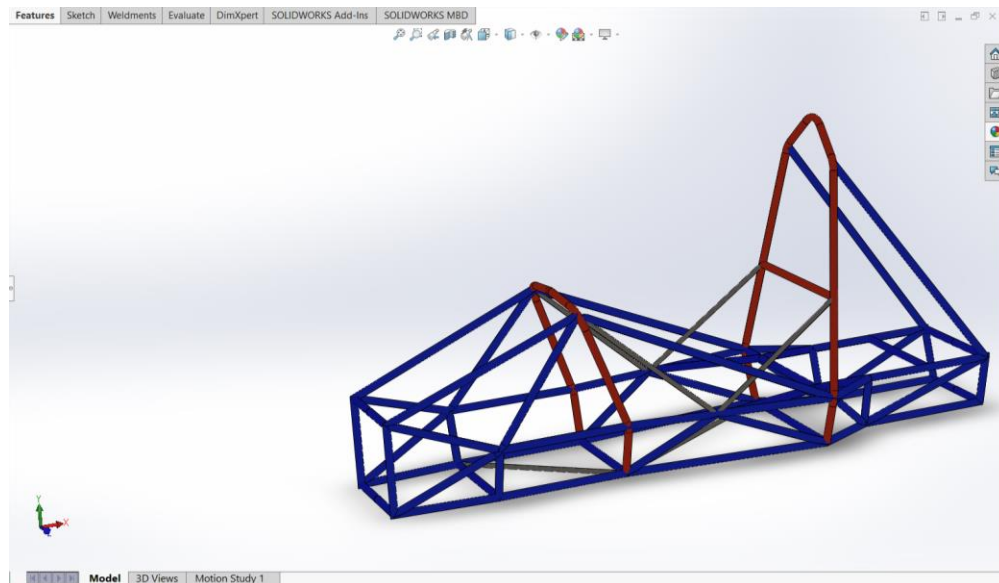 Features Sketch Weldments Evaluate DimXpert SOLIDWORKS Add-Ins SOLIDWORKS MBD
Y
X
Z
Model 3D Views Motion Study 1